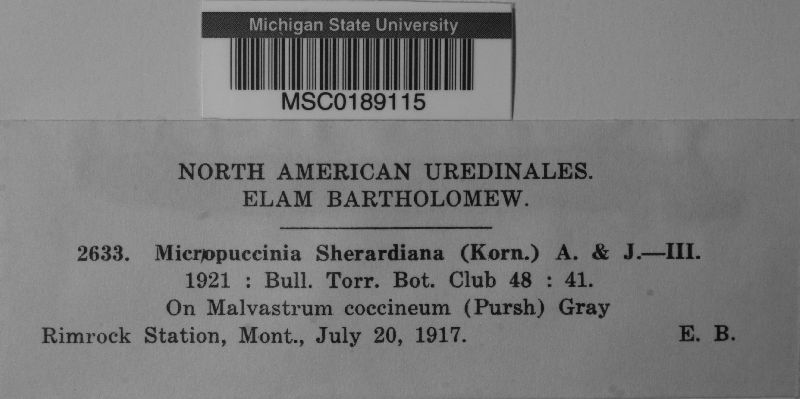 Michigan State University
MSC0189115
NORTH AMERICAN UREDINALES.
ELAM BARTHOLOMEW.
2633. Micropuccinia Sherardiana (Korn.) A. & J.—III.
1921 : Bull. Torr. Bot. Club 48 : 41.
On Malvastrum coccineum (Pursh) Gray
Rimrock Station, Mont., July 20, 1917. E. B.